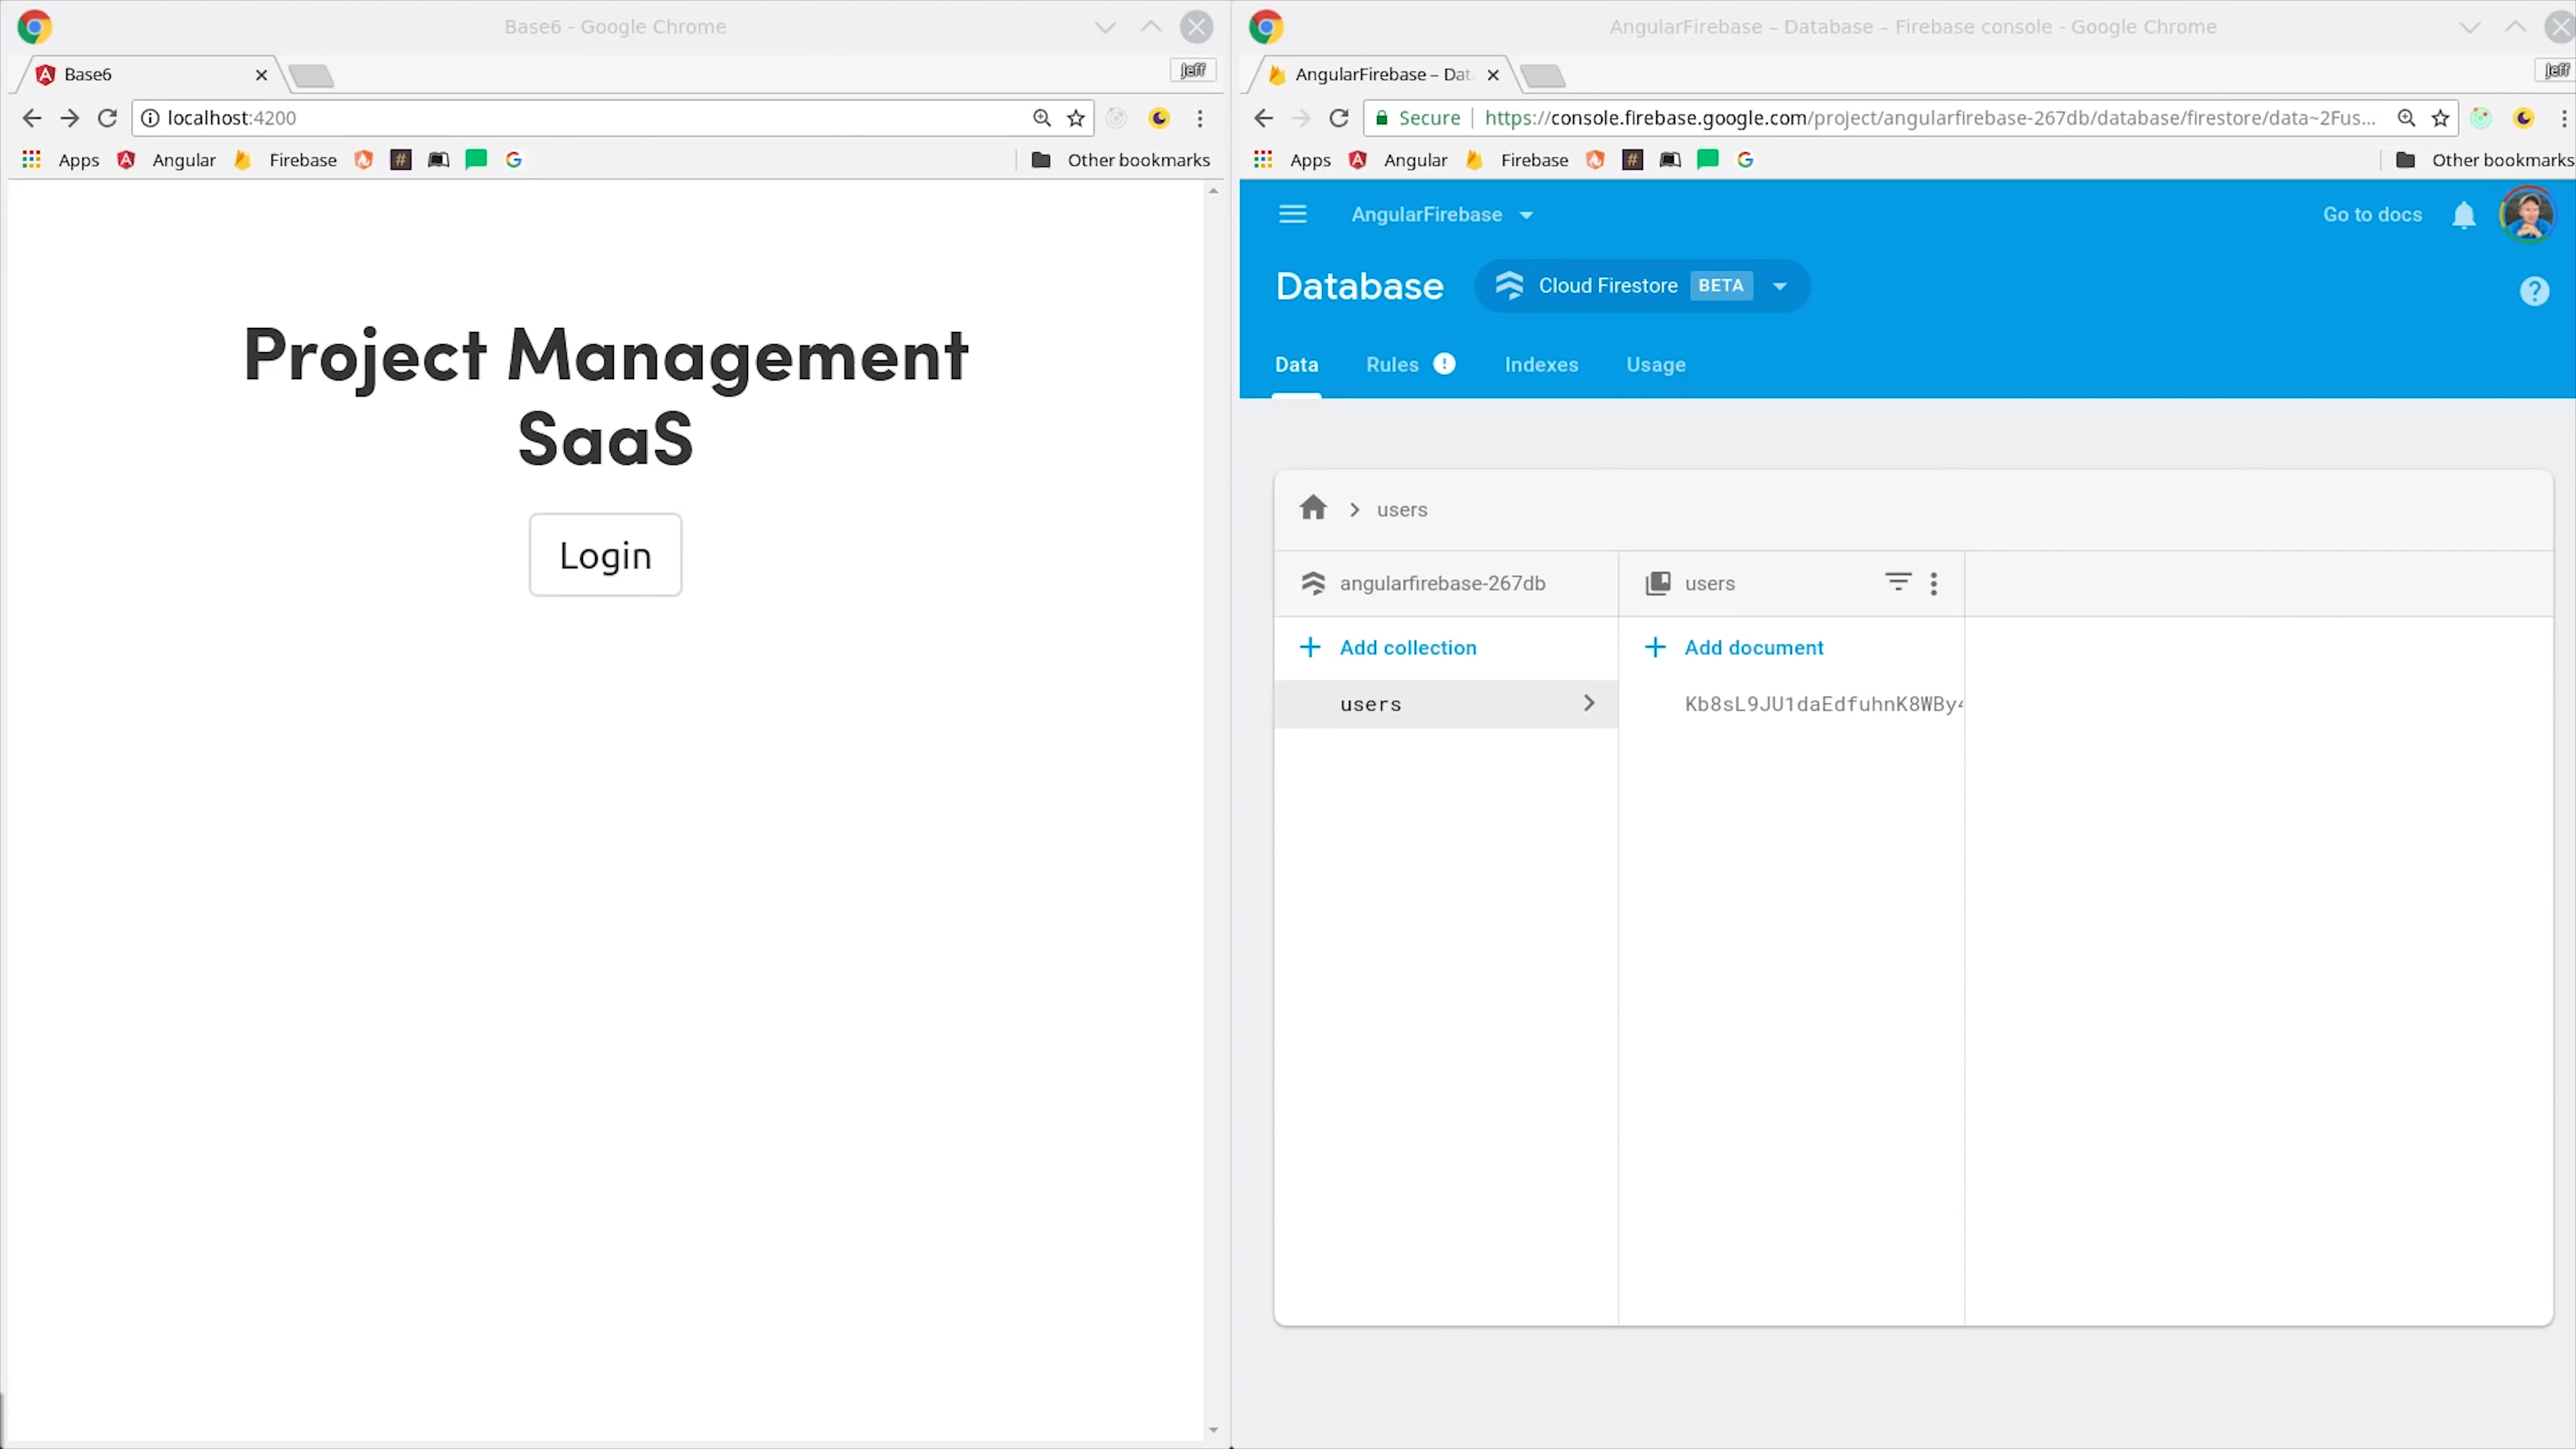 Base6 - Google Chrome
Base6
Jeff
localhost:4200
Apps Angular Firebase # G Other bookmarks
Project Management
SaaS
Login
AngularFirebase – Database – Firebase console - Google Chrome
AngularFirebase – Dat
Jeff
Secure https://console.firebase.google.com/project/angularfirebase-267db/database/firestore/data~2Fus...
Apps Angular Firebase # G Other bookmarks
AngularFirebase Go to docs
Database Cloud Firestore BETA ?
Data Rules ! Indexes Usage
users
angularfirebase-267db users
+ Add collection + Add document
users Kb8sL9JU1daEdfuhnK8WBy